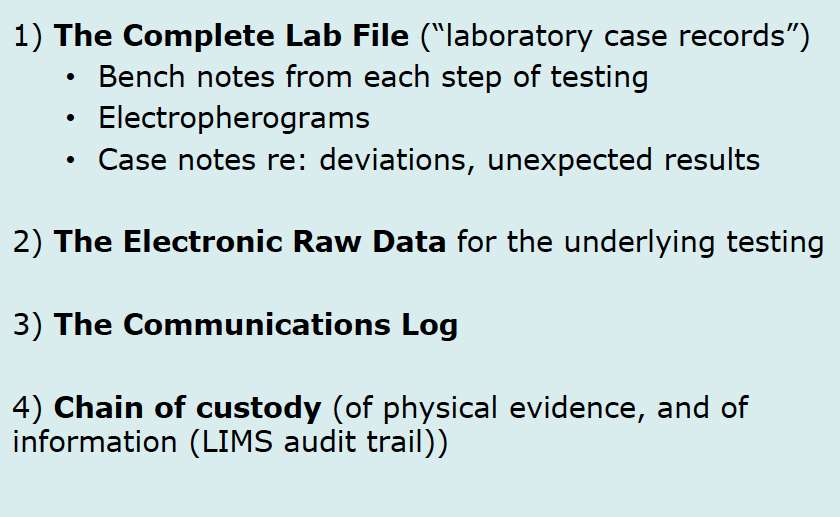 1) The Complete Lab File (“laboratory case records”)
• Bench notes from each step of testing
• Electropherograms
• Case notes re: deviations, unexpected results
2) The Electronic Raw Data for the underlying testing
3) The Communications Log
4) Chain of custody (of physical evidence, and of
information (LIMS audit trail))